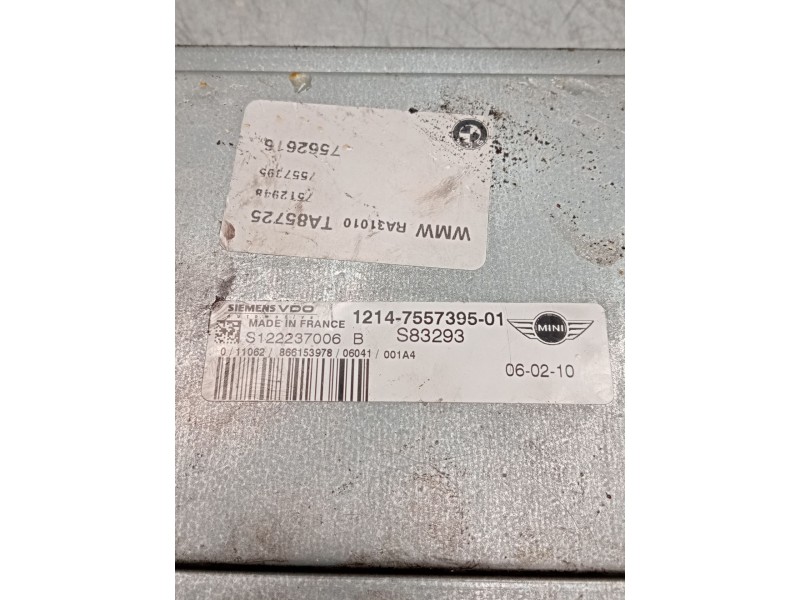 WMW RA31010 TA85725
7512948
7557395
7562616
SIEMENS VDO
MADE IN FRANCE
1214-7557395-01
MINI
S122237006 B
S83293
0/11062/866153978/06041/001A4
06-02-10